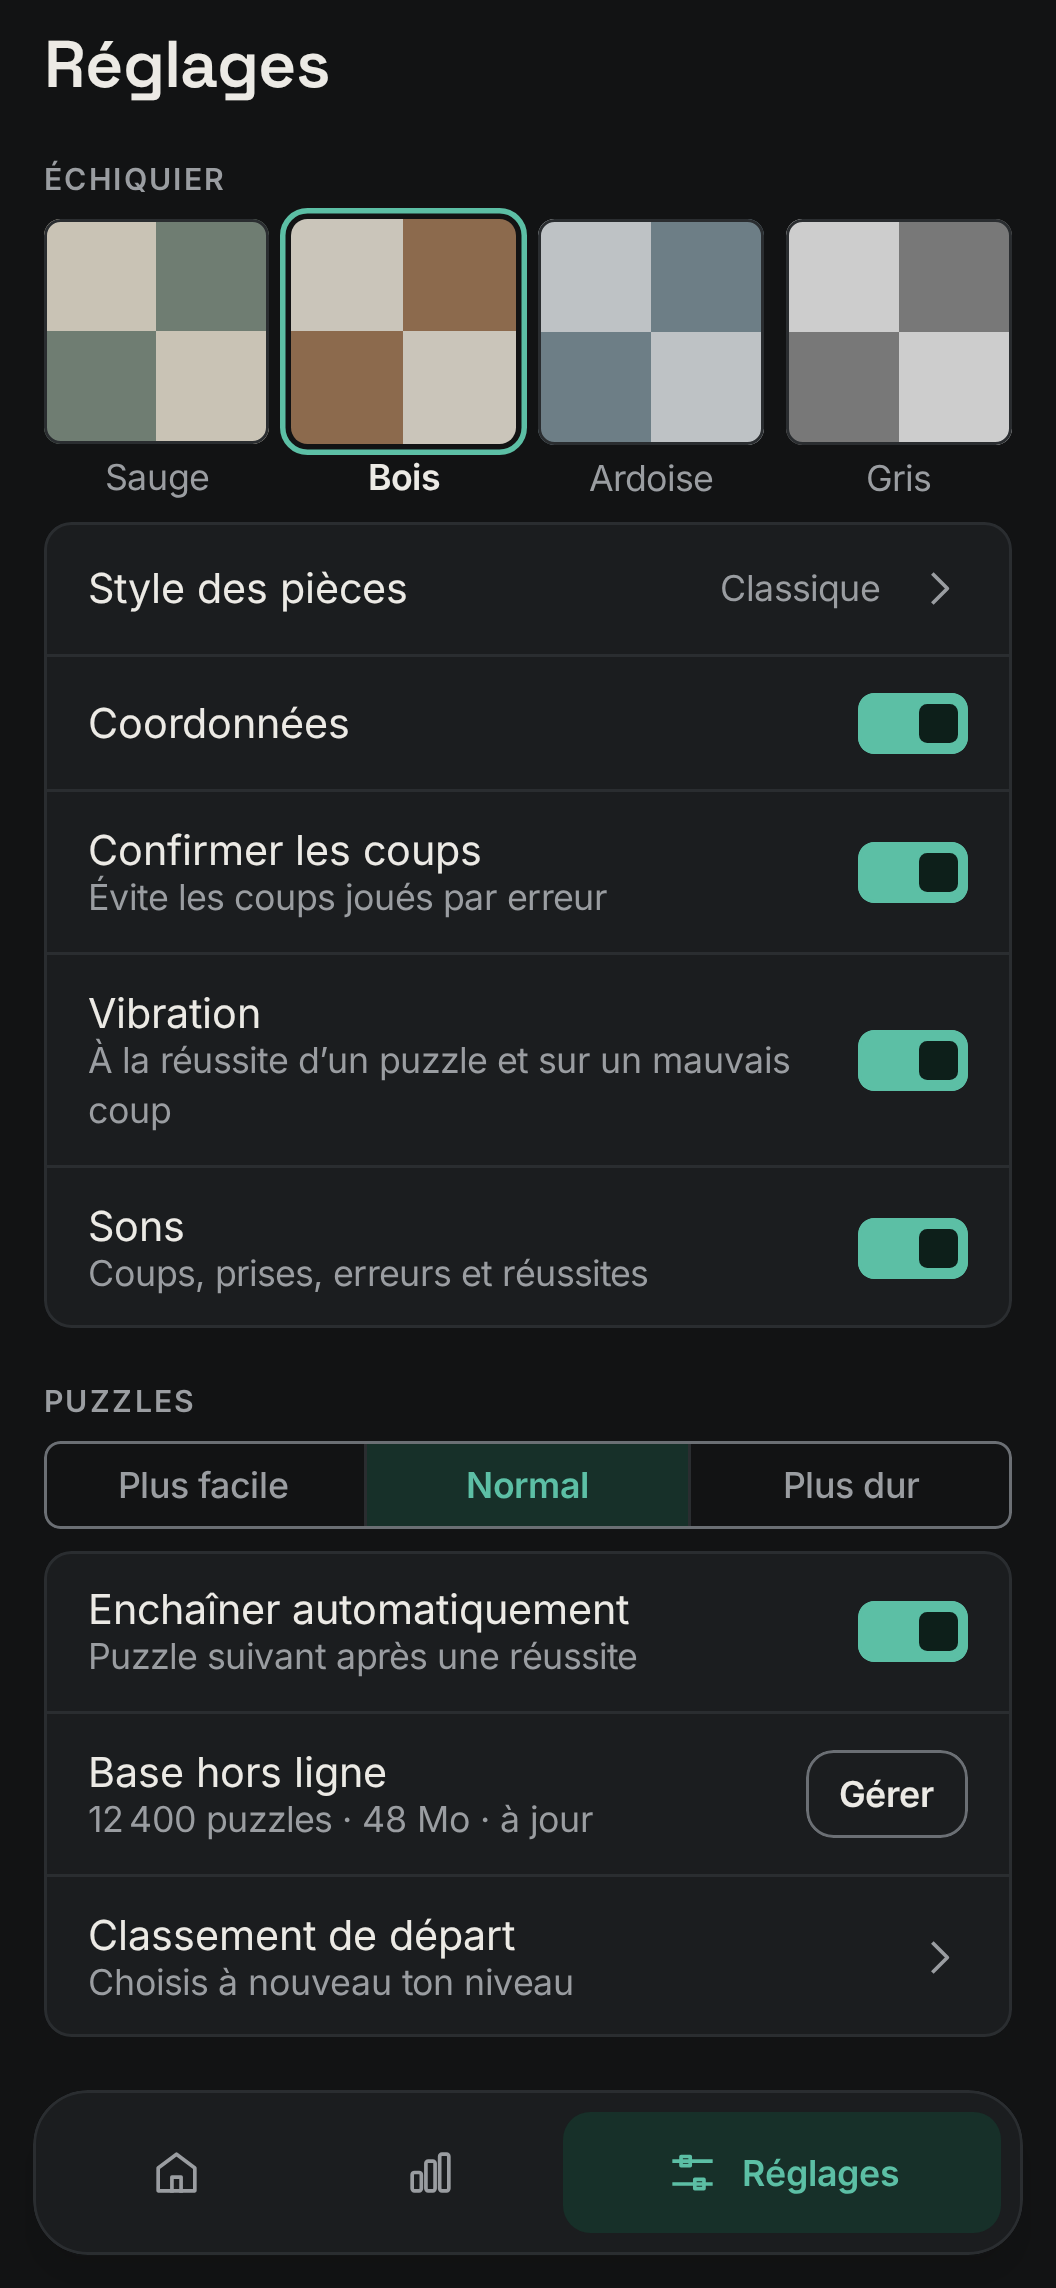 Réglages
ÉCHIQUIER
Sauge
Bois
Ardoise
Gris
Style des pièces
Classique
Coordonnées
Confirmer les coups
Évite les coups joués par erreur
Vibration
À la réussite d’un puzzle et sur un mauvais
coup
Sons
Coups, prises, erreurs et réussites
PUZZLES
Plus facile
Normal
Plus dur
Enchaîner automatiquement
Puzzle suivant après une réussite
Base hors ligne
12 400 puzzles · 48 Mo · à jour
Gérer
Classement de départ
Choisis à nouveau ton niveau
Réglages